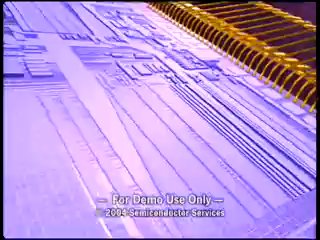 — For Demo Use Only —
© 2004 Semiconductor Services